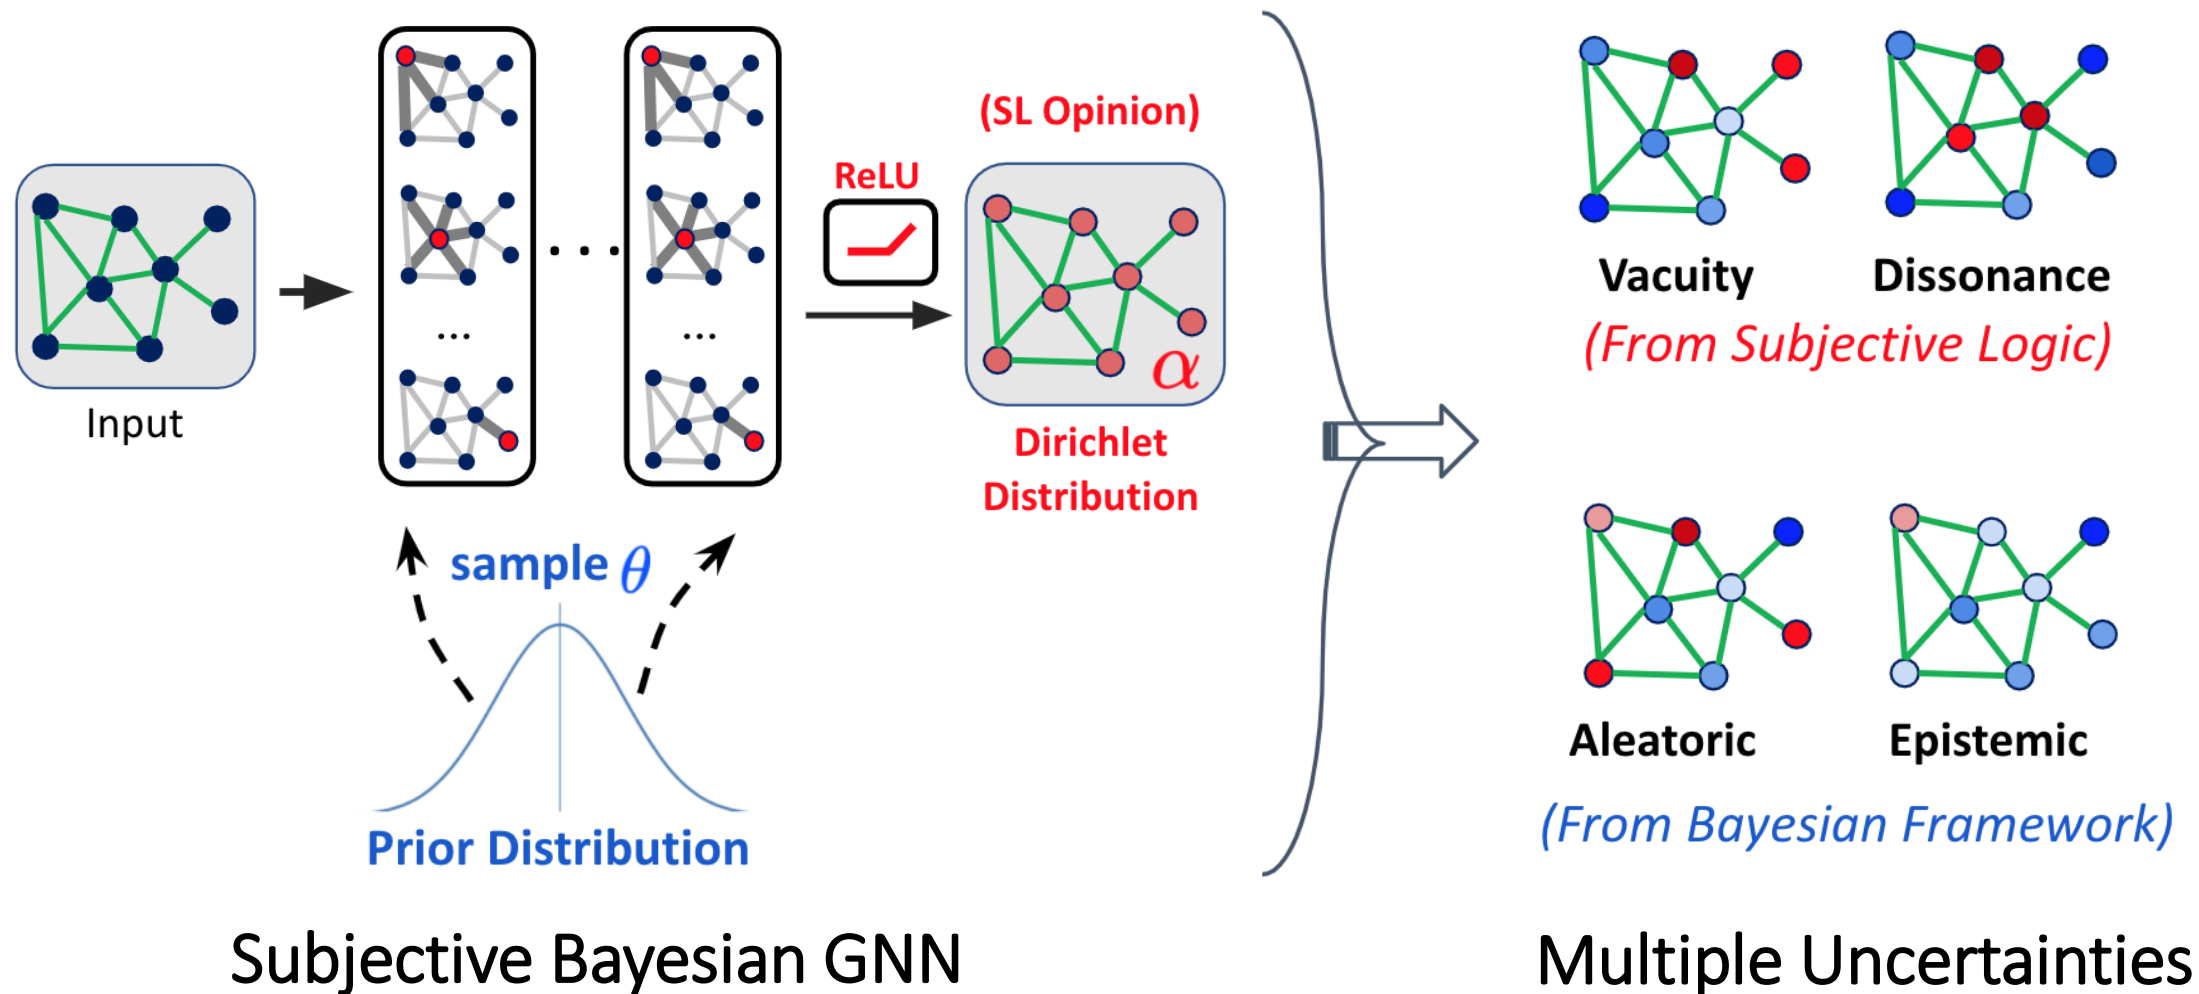 Input
...
...
. . .
sample θ
Prior Distribution
ReLU
(SL Opinion)
α
Dirichlet
Distribution
Subjective Bayesian GNN
Vacuity
Dissonance
(From Subjective Logic)
Aleatoric
Epistemic
(From Bayesian Framework)
Multiple Uncertainties